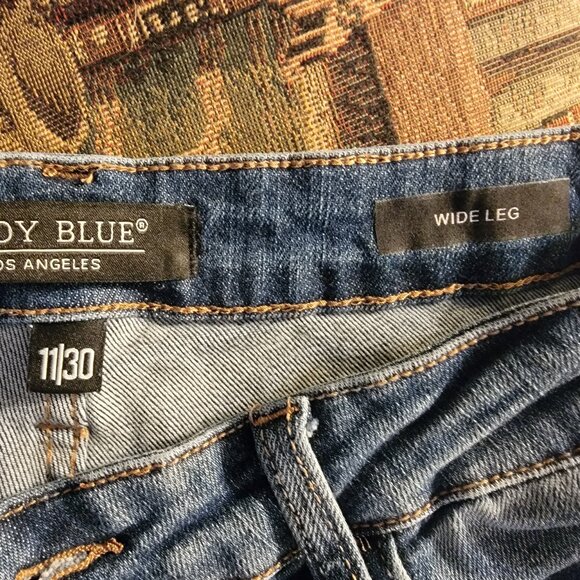 DY BLUE®
OS ANGELES
WIDE LEG
11|30